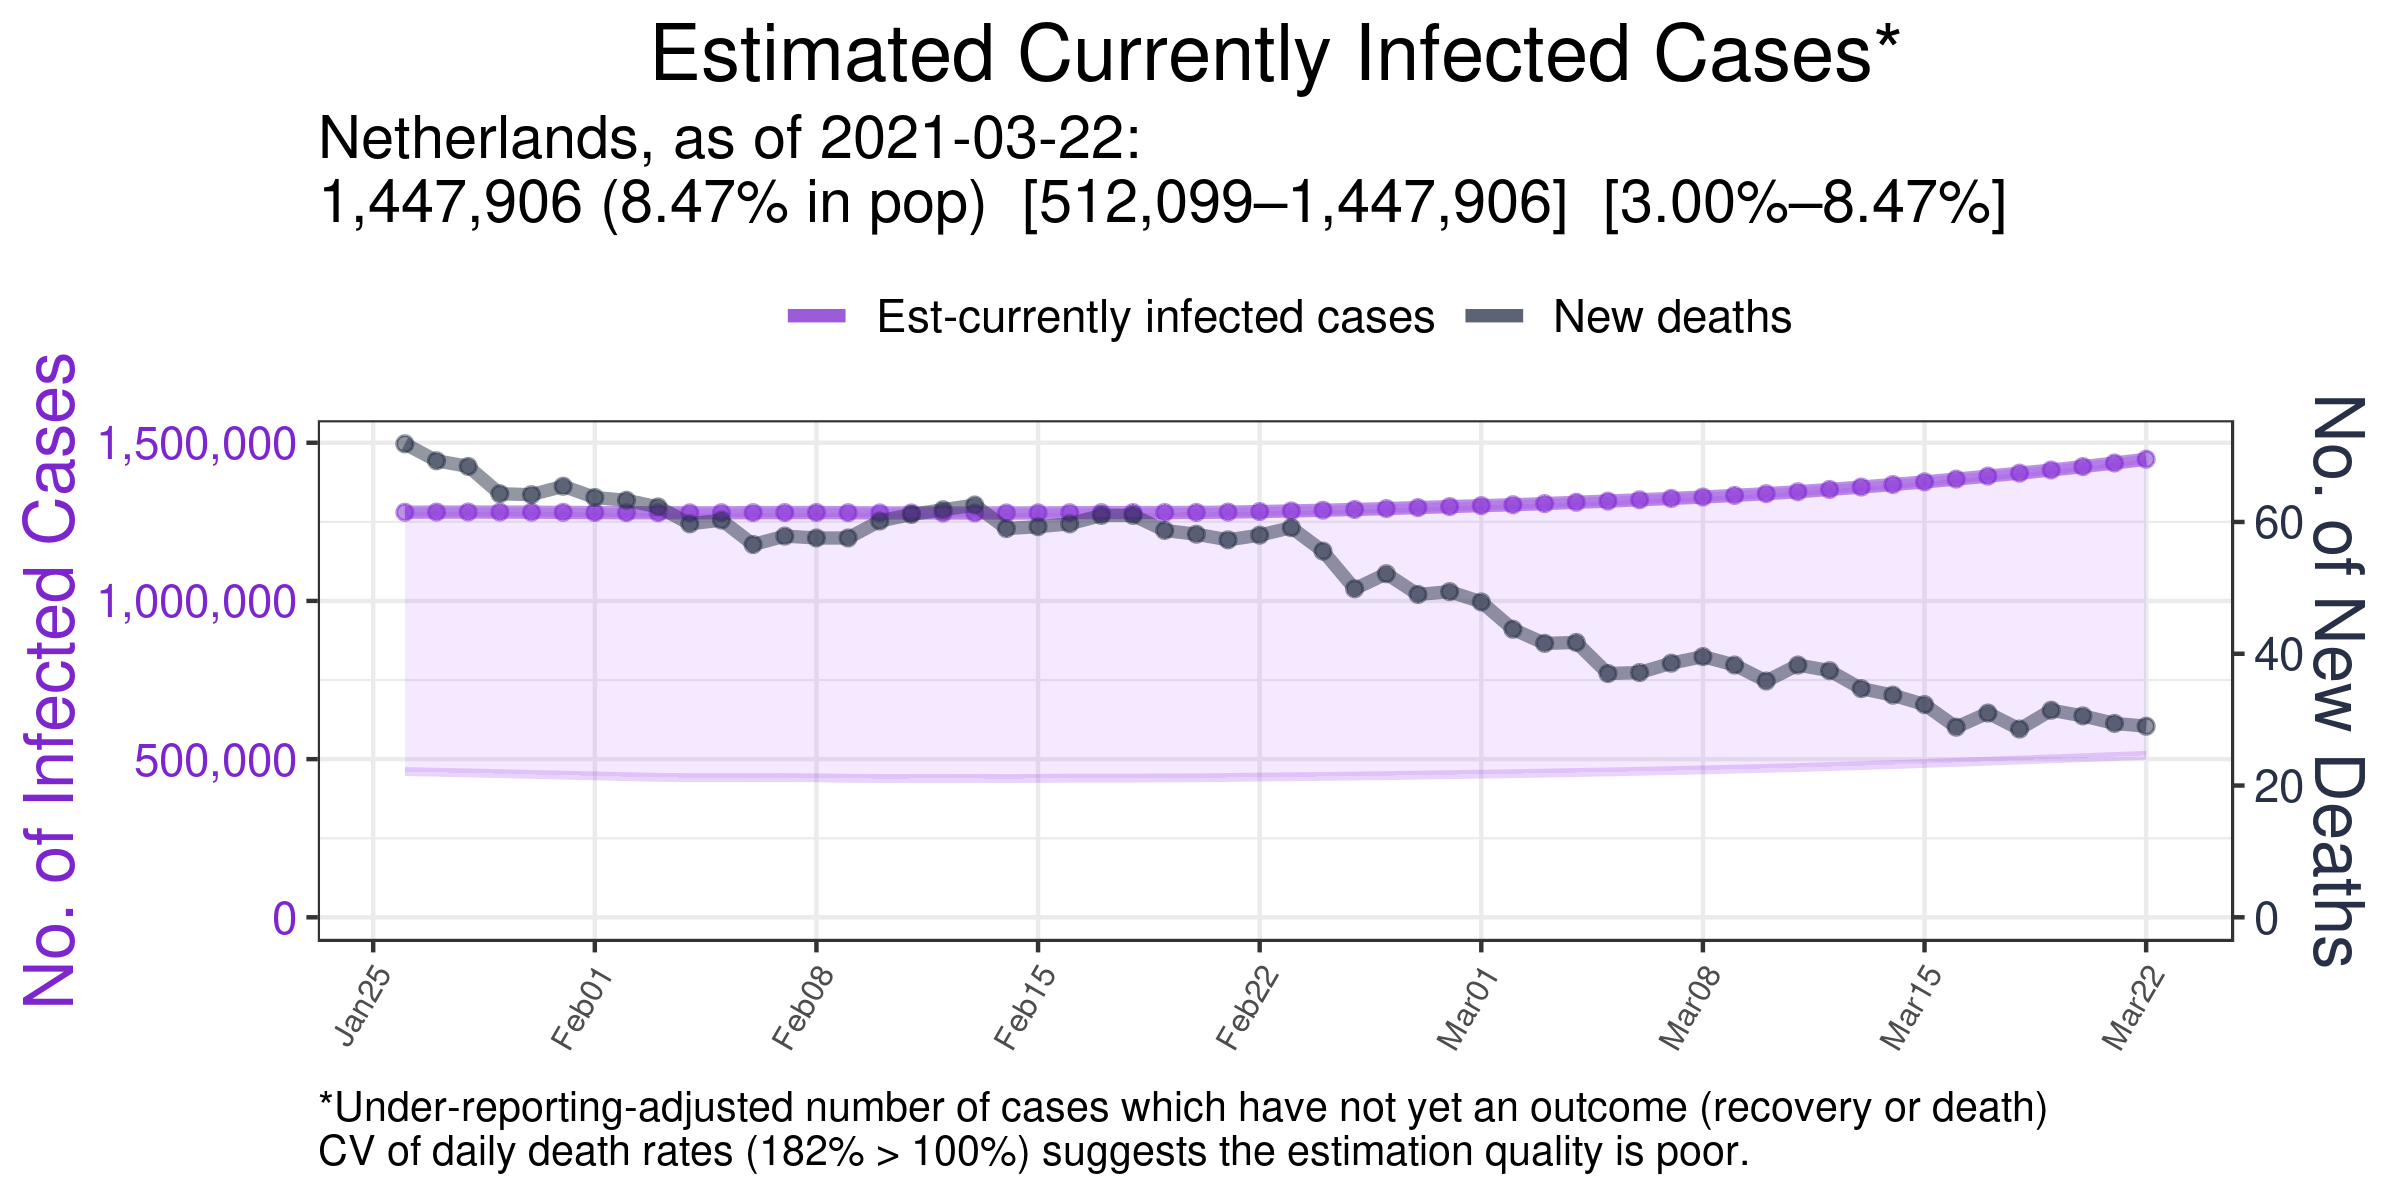 Estimated Currently Infected Cases*
Netherlands, as of 2021-03-22:
1,447,906 (8.47% in pop)  [512,099–1,447,906]  [3.00%–8.47%]
Est-currently infected cases
New deaths
No. of Infected Cases
1,500,000
1,000,000
500,000
0
60
40
20
0
No. of New Deaths
Jan25
Feb01
Feb08
Feb15
Feb22
Mar01
Mar08
Mar15
Mar22
*Under-reporting-adjusted number of cases which have not yet an outcome (recovery or death)
CV of daily death rates (182% > 100%) suggests the estimation quality is poor.